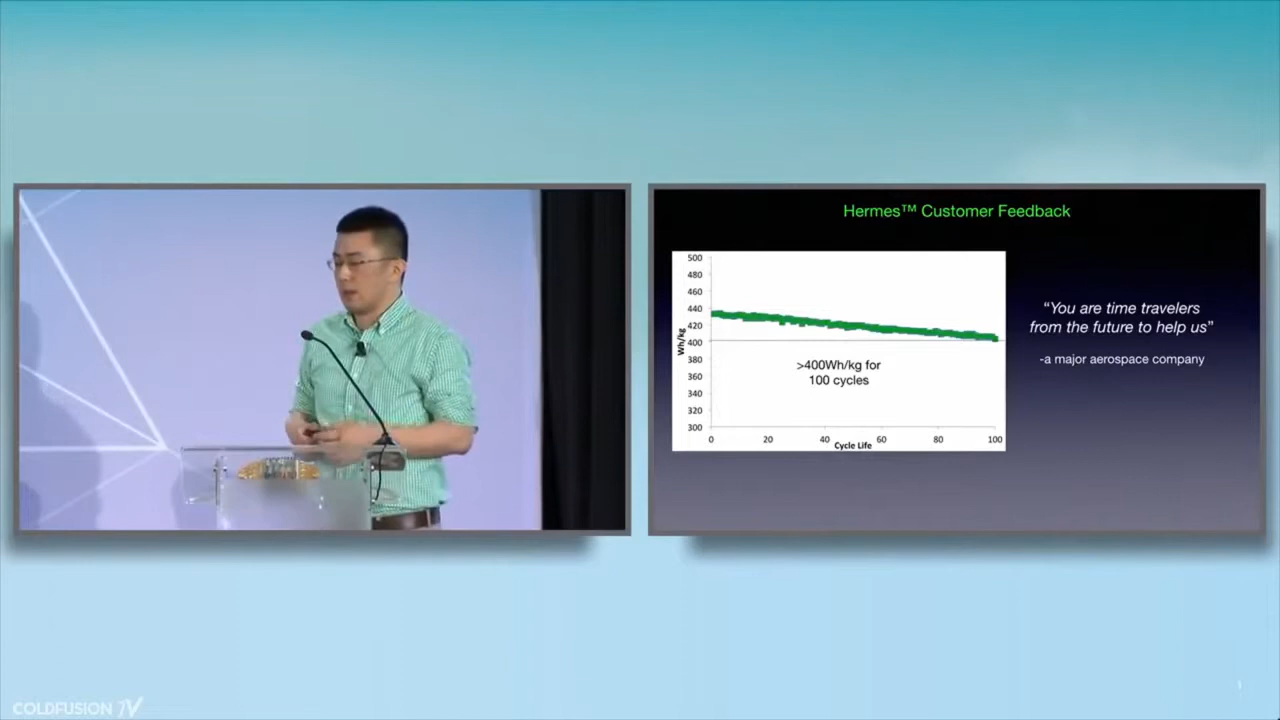 Hermes™ Customer Feedback
500
480
460
440
420
400
380
360
340
320
300
Wh/kg
>400Wh/kg for
100 cycles
0 20 40 60 80 100
Cycle Life
“You are time travelers
from the future to help us”
-a major aerospace company
COLDFUSION TV